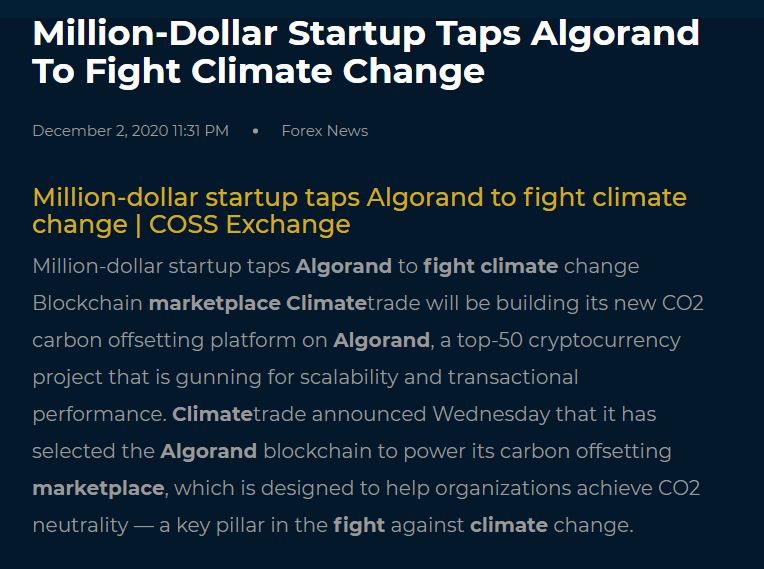 Million-Dollar Startup Taps Algorand
To Fight Climate Change
December 2, 2020 11:31 PM • Forex News
Million-dollar startup taps Algorand to fight climate
change | COSS Exchange
Million-dollar startup taps Algorand to fight climate change
Blockchain marketplace Climatetrade will be building its new CO2
carbon offsetting platform on Algorand, a top-50 cryptocurrency
project that is gunning for scalability and transactional
performance. Climatetrade announced Wednesday that it has
selected the Algorand blockchain to power its carbon offsetting
marketplace, which is designed to help organizations achieve CO2
neutrality — a key pillar in the fight against climate change.